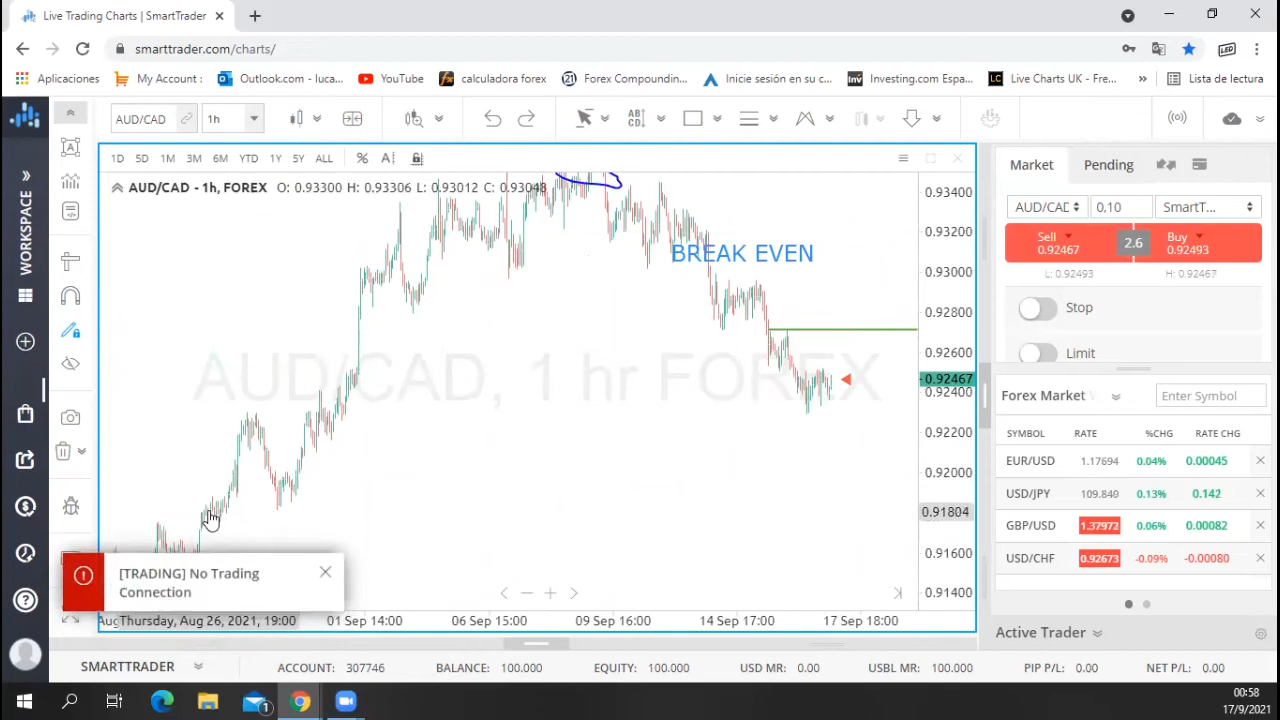 Live Trading Charts | SmartTrader
smarttrader.com/charts/
Aplicaciones My Account : Outlook.com - luca... YouTube calculadora forex Forex Compoundin... Inicie sesión en su c... Investing.com Espa... Live Charts UK - Fre... » Lista de lectura
AUD/CAD 1h
Market Pending
1D 5D 1M 3M 6M YTD 1Y 5Y ALL
AUD/CAD - 1h, FOREX O: 0.93300 H: 0.93306 L: 0.93012 C: 0.93048
AUD/CAD 0,10 SmartT...
Sell 0.92467 2.6 Buy 0.92493
L: 0.92493 H: 0.92467
Stop
Limit
WORKSPACE
BREAK EVEN
AUD/CAD, 1 hr FOREX
0.93400
0.93200
0.93000
0.92800
0.92600
0.92467
0.92400
0.92200
0.92000
0.91804
0.91600
0.91400
Forex Market Enter Symbol
SYMBOL RATE %CHG RATE CHG
EUR/USD 1.17694 0.04% 0.00045
USD/JPY 109.840 0.13% 0.142
GBP/USD 1.37972 0.06% 0.00082
USD/CHF 0.92673 -0.09% -0.00080
[TRADING] No Trading
Connection
Thursday, Aug 26, 2021, 19:00 01 Sep 14:00 06 Sep 15:00 09 Sep 16:00 14 Sep 17:00 17 Sep 18:00
Active Trader
SMARTTRADER ACCOUNT: 307746 BALANCE: 100.000 EQUITY: 100.000 USD MR: 0.00 USBL MR: 100.000 PIP P/L: 0.00 NET P/L: 0.00
00:58
17/9/2021